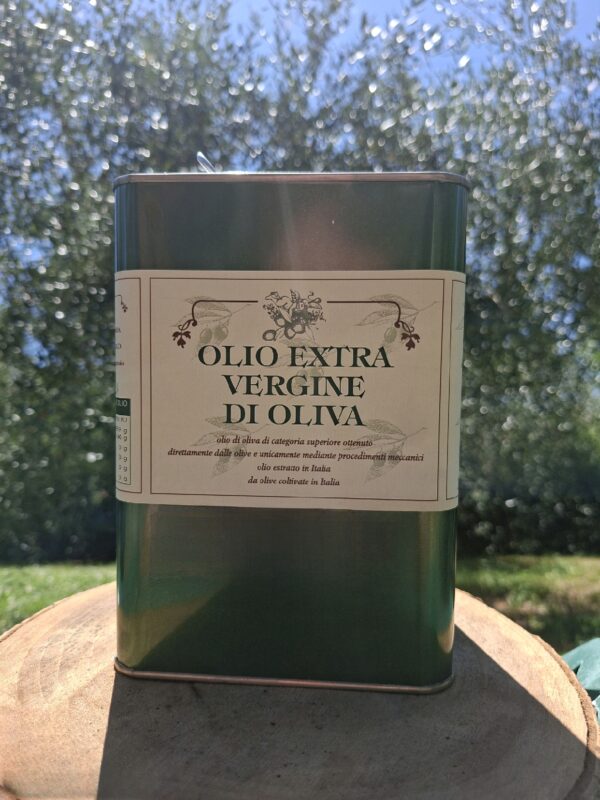 OLIO EXTRA
VERGINE
DI OLIVA
olio di oliva di categoria superiore ottenuto
direttamente dalle olive e unicamente mediante procedimenti meccanici
olio estratto in Italia
da olive coltivate in Italia